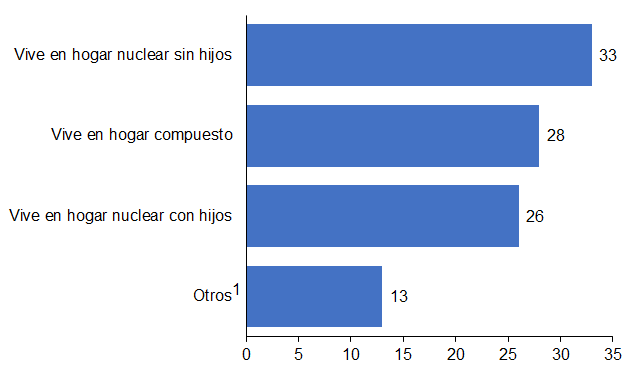 Vive en hogar nuclear sin hijos 33
Vive en hogar compuesto 28
Vive en hogar nuclear con hijos 26
Otros1 13
0 5 10 15 20 25 30 35